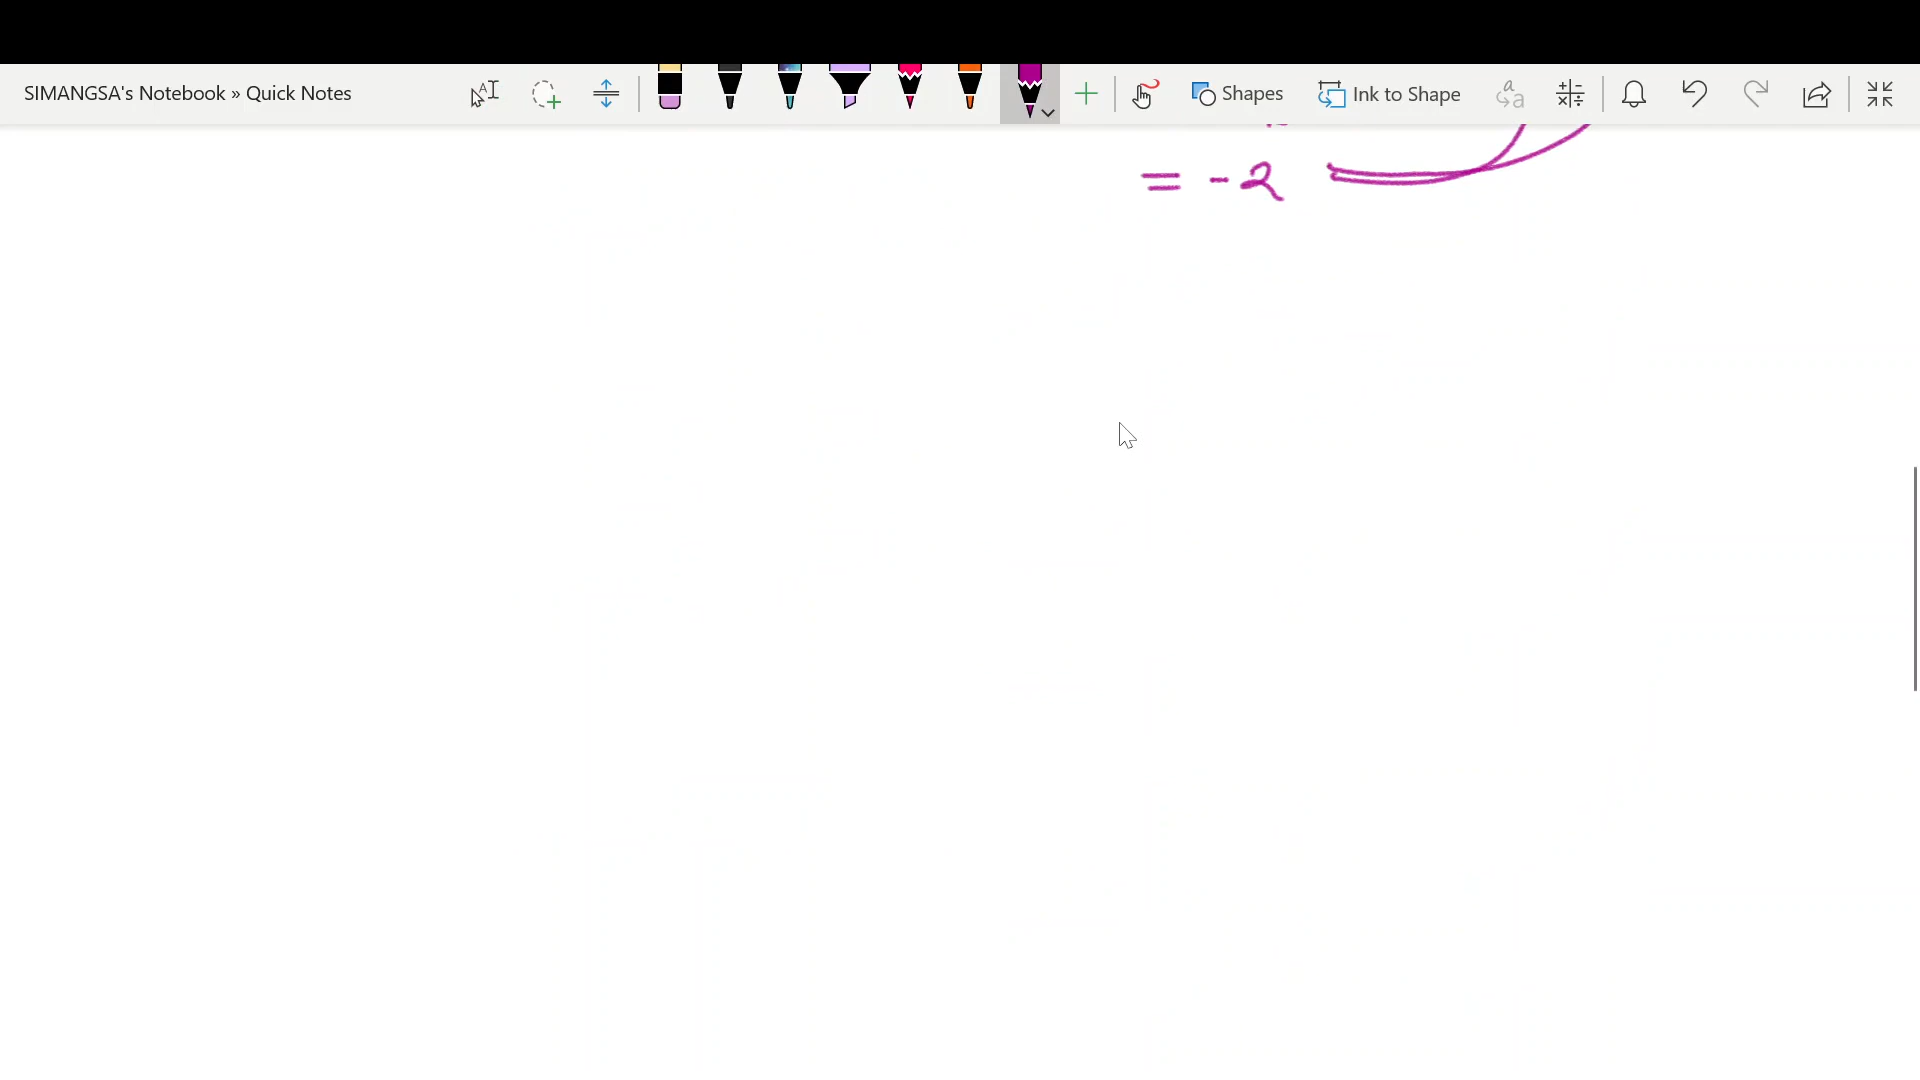 SIMANGSA's Notebook » Quick Notes
Shapes
Ink to Shape
= -2